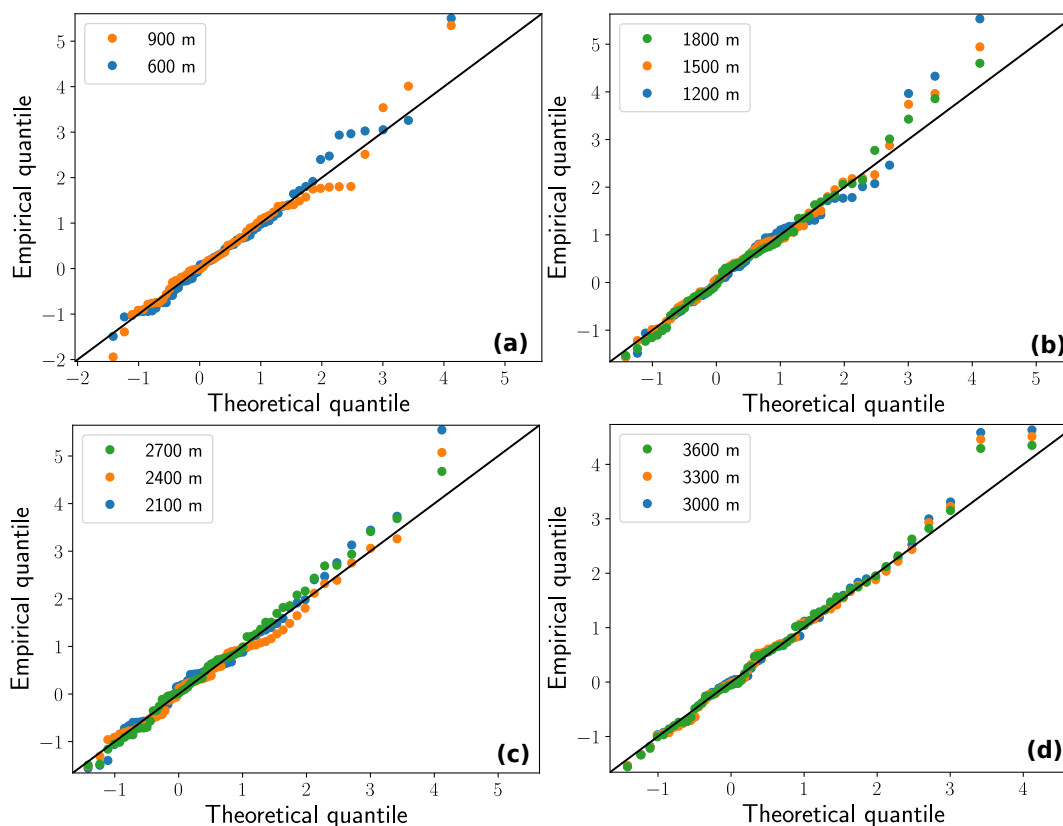 900 m
600 m
Empirical quantile
5
4
3
2
1
0
−1
−2
(a)
−2 −1 0 1 2 3 4 5
Theoretical quantile
1800 m
1500 m
1200 m
Empirical quantile
5
4
3
2
1
0
−1
(b)
−1 0 1 2 3 4 5
Theoretical quantile
2700 m
2400 m
2100 m
Empirical quantile
5
4
3
2
1
0
−1
(c)
−1 0 1 2 3 4 5
Theoretical quantile
3600 m
3300 m
3000 m
Empirical quantile
4
3
2
1
0
−1
(d)
−1 0 1 2 3 4
Theoretical quantile